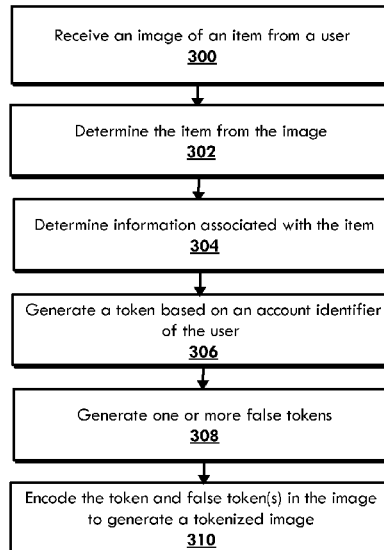 Receive an image of an item from a user
300
Determine the item from the image
302
Determine information associated with the item
304
Generate a token based on an account identifier
of the user
306
Generate one or more false tokens
308
Encode the token and false token(s) in the image
to generate a tokenized image
310